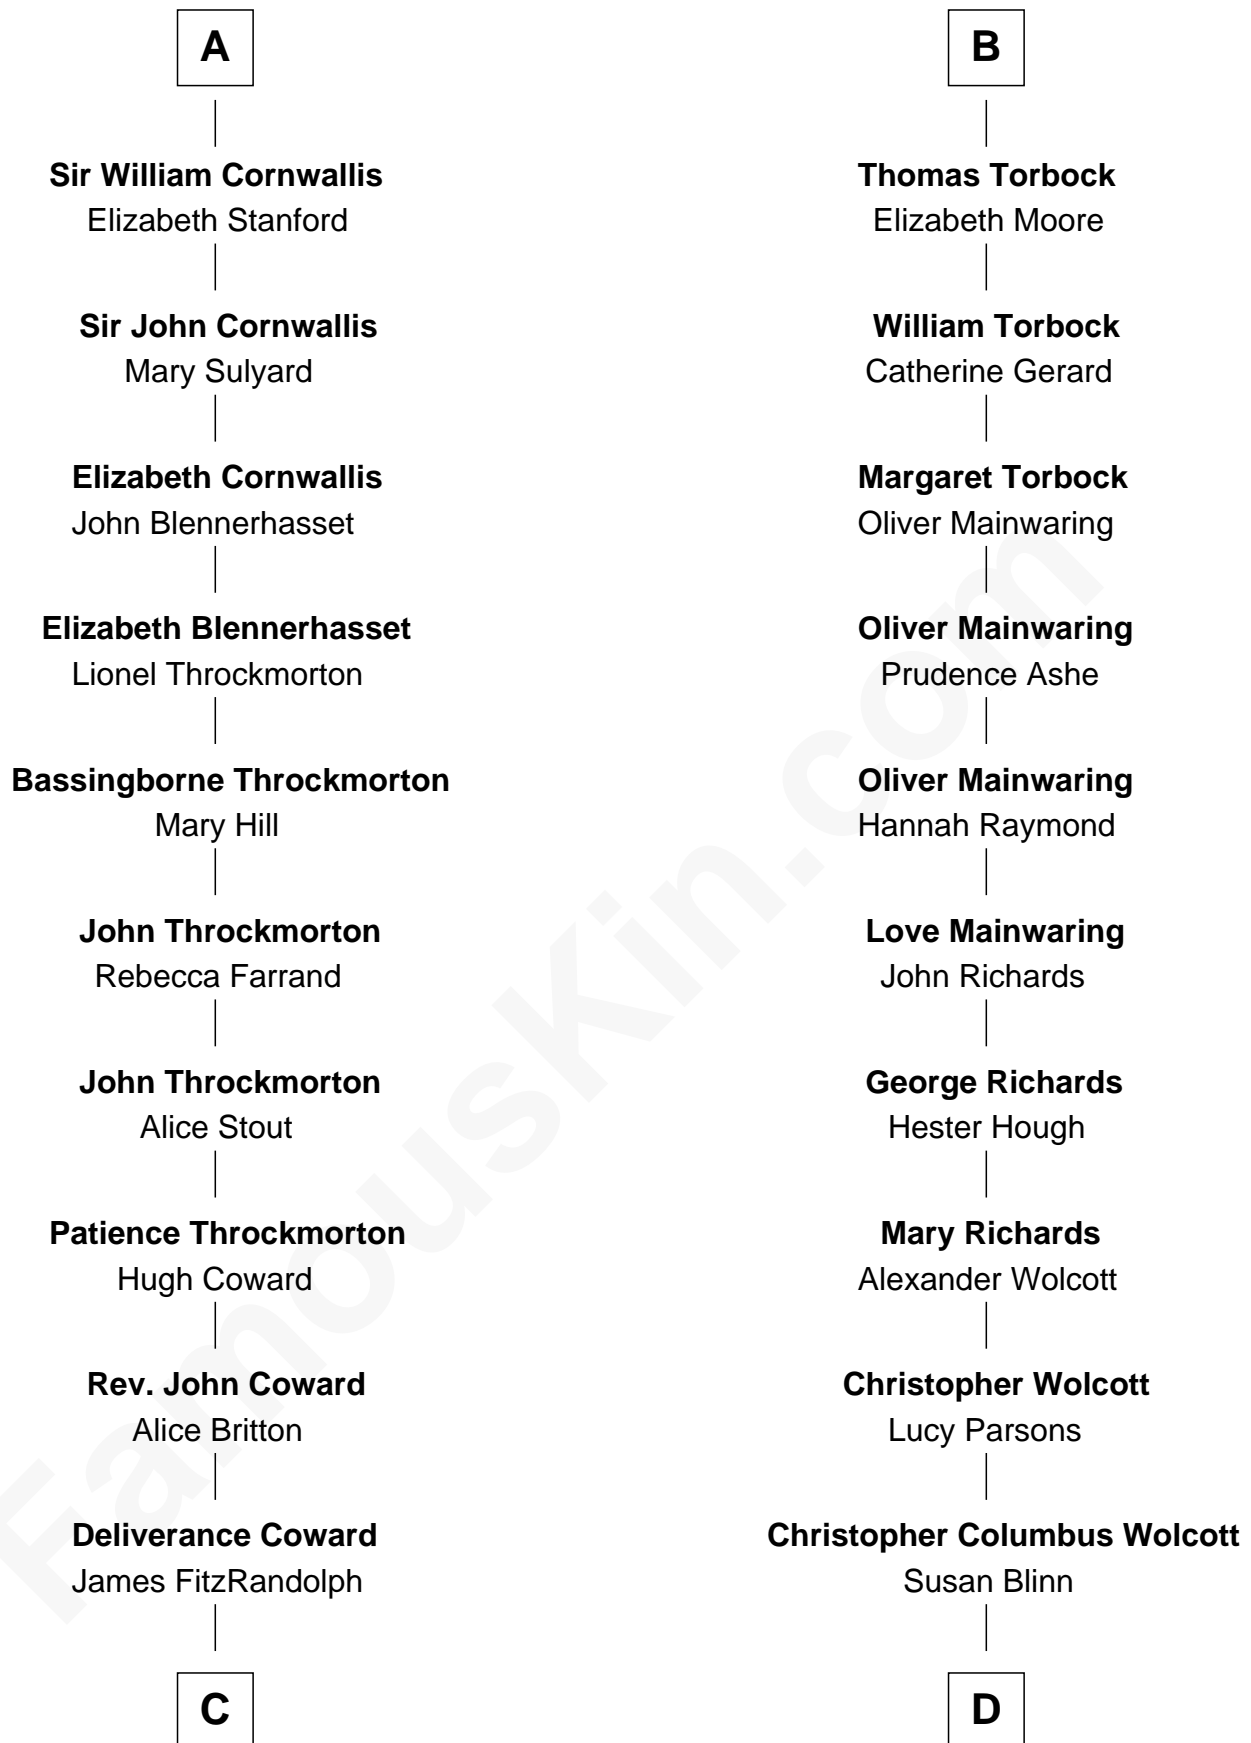 A
Sir William Cornwallis
Elizabeth Stanford
Sir John Cornwallis
Mary Sulyard
Elizabeth Cornwallis
John Blennerhasset
Elizabeth Blennerhasset
Lionel Throckmorton
Bassingborne Throckmorton
Mary Hill
John Throckmorton
Rebecca Farrand
John Throckmorton
Alice Stout
Patience Throckmorton
Hugh Coward
Rev. John Coward
Alice Britton
Deliverance Coward
James FitzRandolph
C
B
Thomas Torbock
Elizabeth Moore
William Torbock
Catherine Gerard
Margaret Torbock
Oliver Mainwaring
Oliver Mainwaring
Prudence Ashe
Oliver Mainwaring
Hannah Raymond
Love Mainwaring
John Richards
George Richards
Hester Hough
Mary Richards
Alexander Wolcott
Christopher Wolcott
Lucy Parsons
Christopher Columbus Wolcott
Susan Blinn
D
FamousKin.com